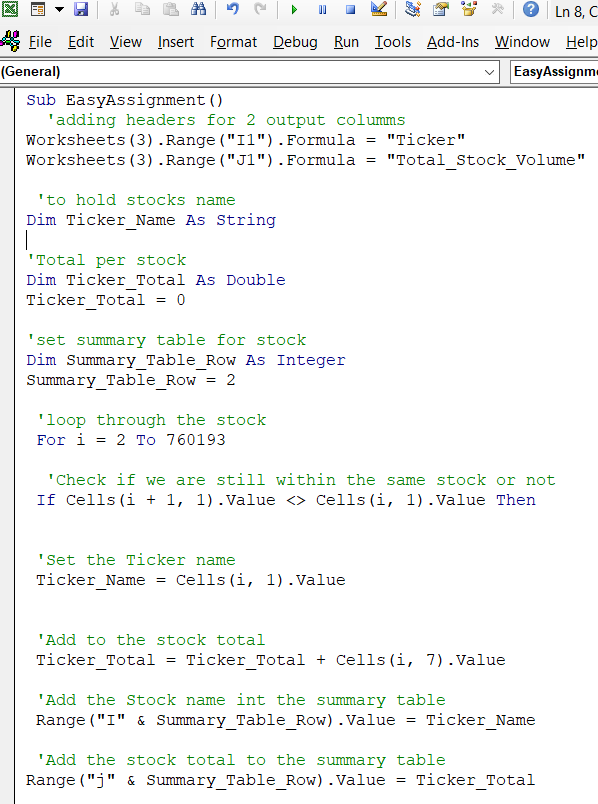 Ln 8, C
File Edit View Insert Format Debug Run Tools Add-Ins Window Help
(General) EasyAssignm
Sub EasyAssignment()
'adding headers for 2 output columms
Worksheets(3).Range("I1").Formula = "Ticker"
Worksheets(3).Range("J1").Formula = "Total_Stock_Volume"
'to hold stocks name
Dim Ticker_Name As String
'Total per stock
Dim Ticker_Total As Double
Ticker_Total = 0
'set summary table for stock
Dim Summary_Table_Row As Integer
Summary_Table_Row = 2
'loop through the stock
For i = 2 To 760193
'Check if we are still within the same stock or not
If Cells(i + 1, 1).Value <> Cells(i, 1).Value Then
'Set the Ticker name
Ticker_Name = Cells(i, 1).Value
'Add to the stock total
Ticker_Total = Ticker_Total + Cells(i, 7).Value
'Add the Stock name int the summary table
Range("I" & Summary_Table_Row).Value = Ticker_Name
'Add the stock total to the summary table
Range("j" & Summary_Table_Row).Value = Ticker_Total